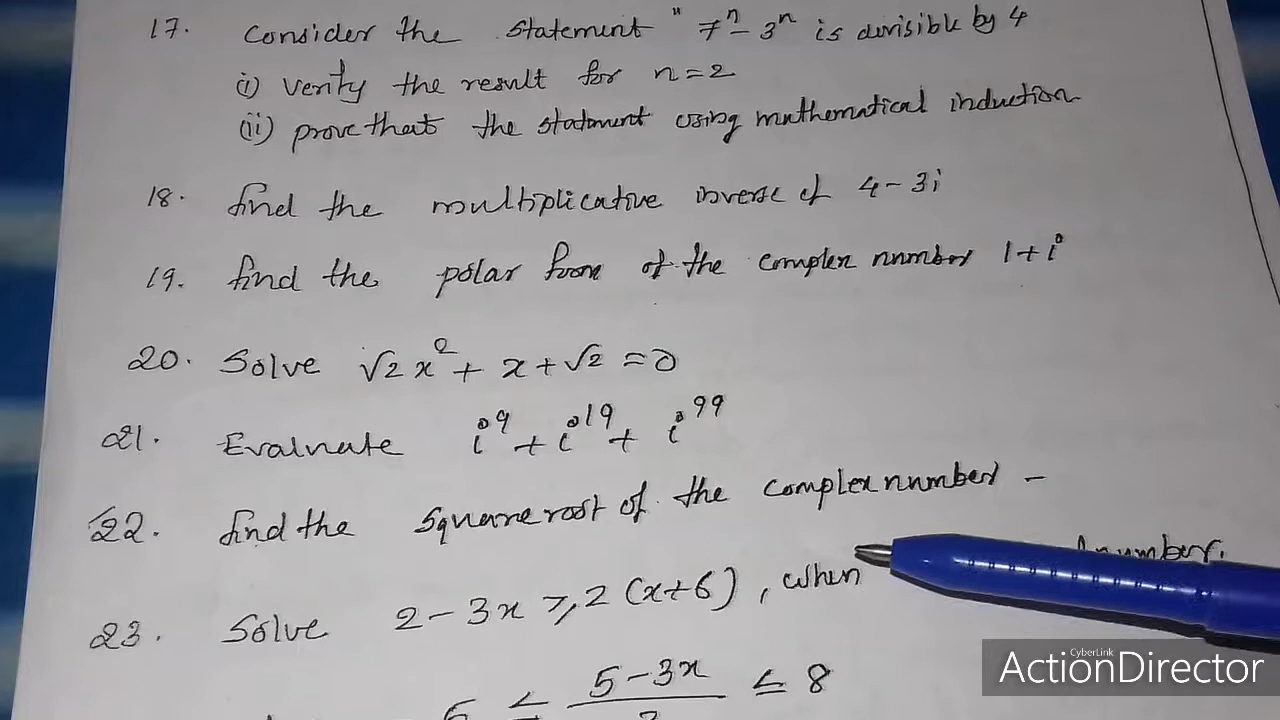 17. Consider the statement "7ⁿ - 3ⁿ is divisible by 4
(i) verity the result for n=2
(ii) prove that the statement using mathematical induction
18. find the multiplicative inverse of 4-3i
19. find the polar form of the complex number 1+i
20. Solve √2 x² + x + √2 = 0
21. Evaluate i⁹ + i¹⁹ + i⁹⁹
22. find the square root of the complex number -
23. Solve 2-3x ≥ 2(x+6), when number.
≤ 5-3x / ≤ 8
CyberLink
ActionDirector